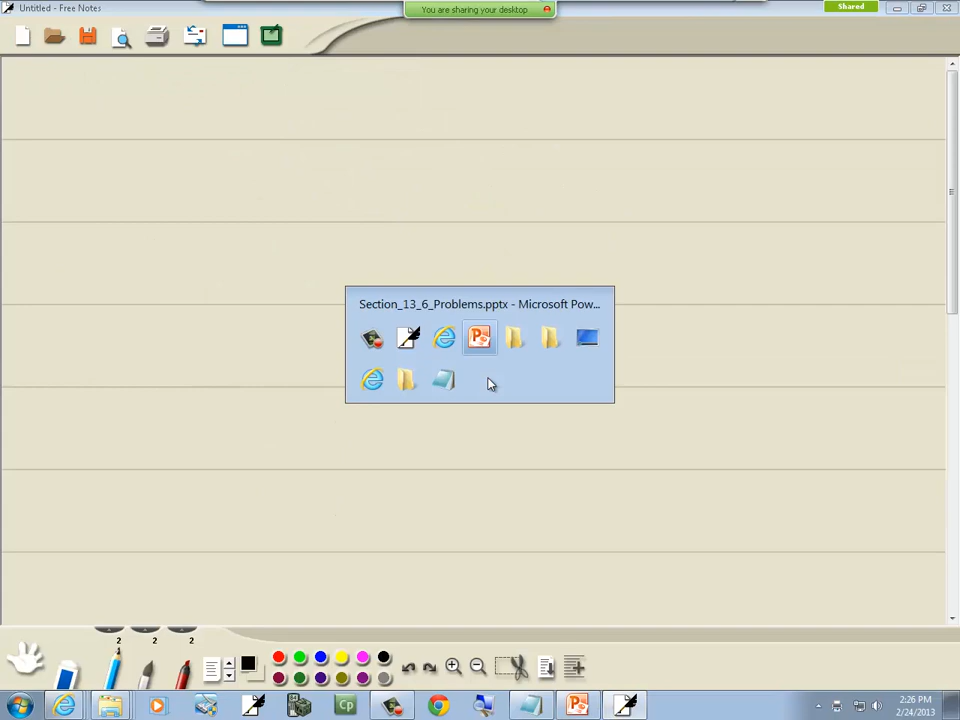 Untitled - Free Notes
You are sharing your desktop
Shared
Section_13_6_Problems.pptx - Microsoft Pow...
2
2
2
Cp
2:26 PM
2/24/2013